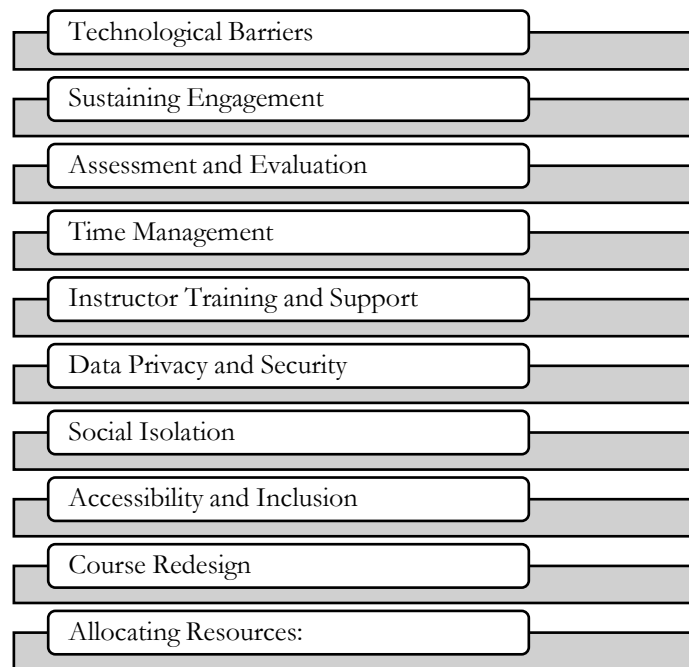 Technological Barriers
Sustaining Engagement
Assessment and Evaluation
Time Management
Instructor Training and Support
Data Privacy and Security
Social Isolation
Accessibility and Inclusion
Course Redesign
Allocating Resources: